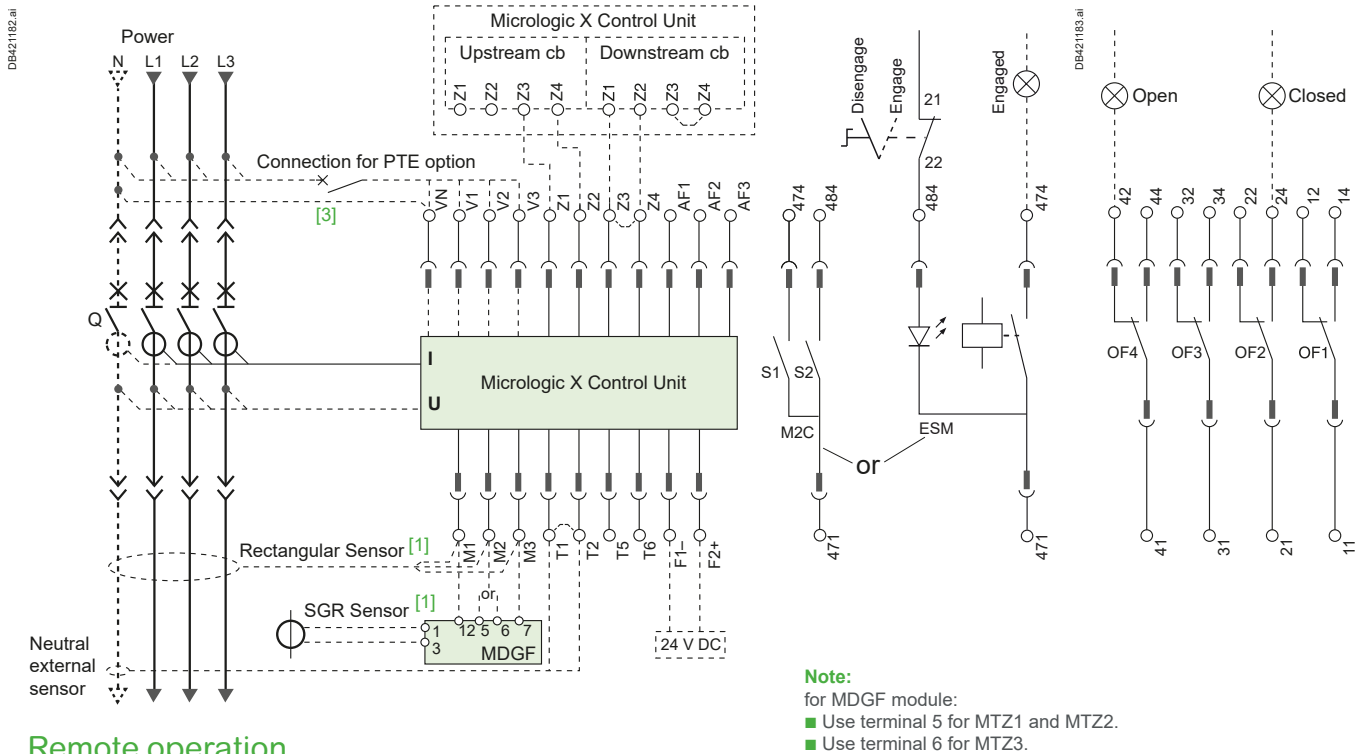 DB421182.ai
DB421183.ai
Micrologic X Control Unit
Upstream cb Downstream cb
Z1 Z2 Z3 Z4 Z1 Z2 Z3 Z4
Power
N L1 L2 L3
Connection for PTE option
[3]
VN V1 V2 V3 Z1 Z2 Z3 Z4 AF1 AF2 AF3
Q
I
U
Micrologic X Control Unit
M1 M2 M3 T1 T2 T5 T6 F1– F2+
Rectangular Sensor [1]
SGR Sensor [1]
or
1 12 5 6 7
3
MDGF
24 V DC
Neutral
external
sensor
Disengage
Engage
21
22
Engaged
474 484 484 474
S1 S2
M2C
ESM
or
471 471
Open
Closed
42 44 32 34 22 24 12 14
OF4 OF3 OF2 OF1
41 31 21 11
Note:
for MDGF module:
■ Use terminal 5 for MTZ1 and MTZ2.
■ Use terminal 6 for MTZ3.
Remote operation